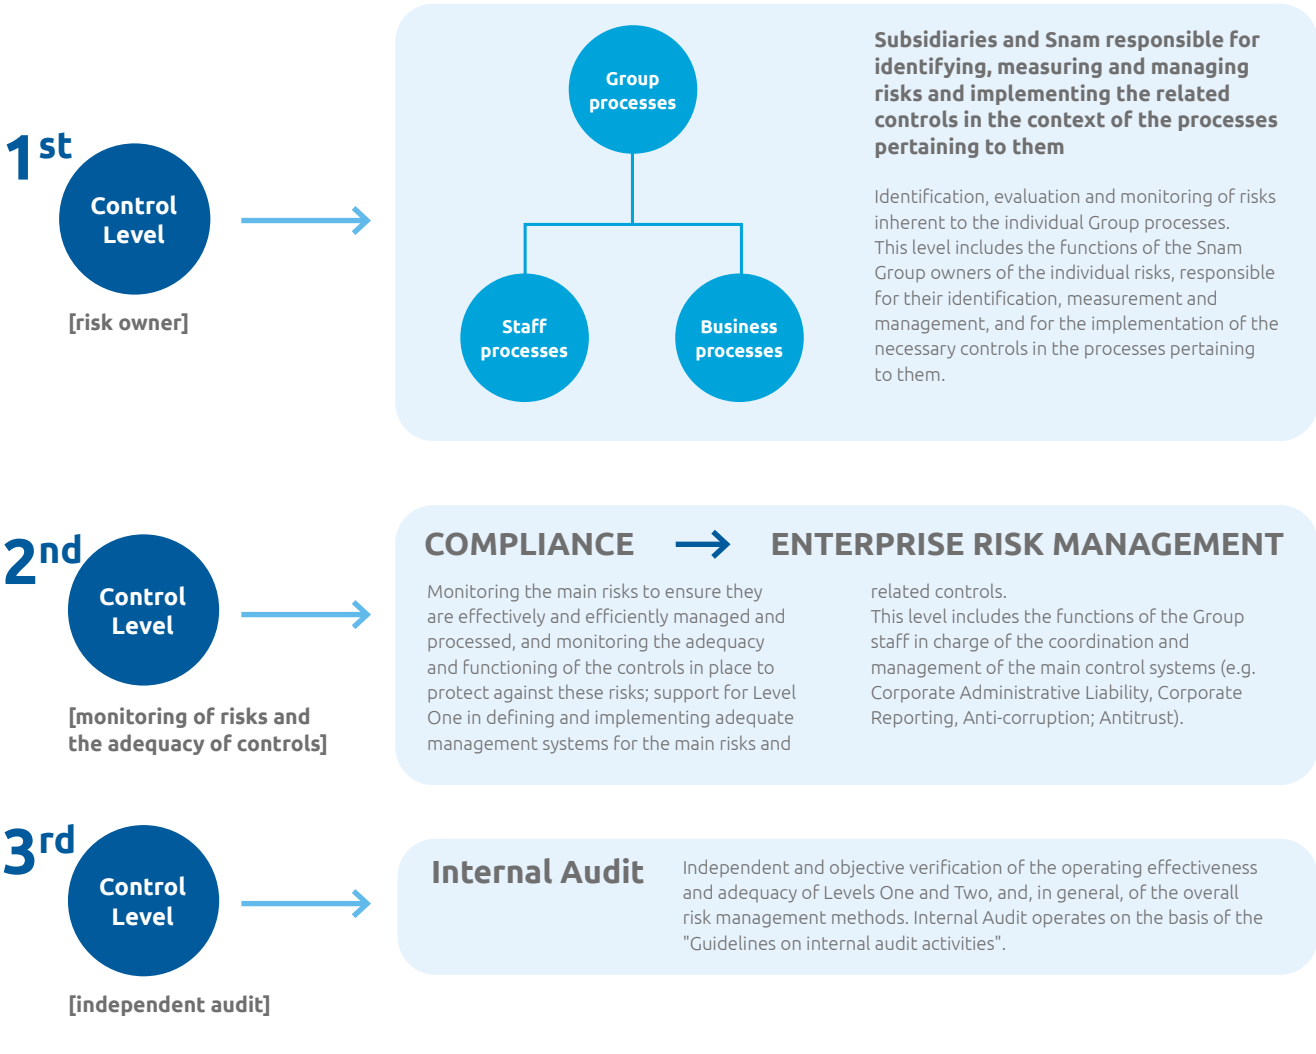 1st
Control
Level
[risk owner]
Group
processes
Staff
processes
Business
processes
Subsidiaries and Snam responsible for
identifying, measuring and managing
risks and implementing the related
controls in the context of the processes
pertaining to them
Identification, evaluation and monitoring of risks
inherent to the individual Group processes.
This level includes the functions of the Snam
Group owners of the individual risks, responsible
for their identification, measurement and
management, and for the implementation of the
necessary controls in the processes pertaining
to them.
2nd
Control
Level
[monitoring of risks and
the adequacy of controls]
COMPLIANCE → ENTERPRISE RISK MANAGEMENT
Monitoring the main risks to ensure they
are effectively and efficiently managed and
processed, and monitoring the adequacy
and functioning of the controls in place to
protect against these risks; support for Level
One in defining and implementing adequate
management systems for the main risks and
related controls.
This level includes the functions of the Group
staff in charge of the coordination and
management of the main control systems (e.g.
Corporate Administrative Liability, Corporate
Reporting, Anti-corruption; Antitrust).
3rd
Control
Level
[independent audit]
Internal Audit
Independent and objective verification of the operating effectiveness
and adequacy of Levels One and Two, and, in general, of the overall
risk management methods. Internal Audit operates on the basis of the
"Guidelines on internal audit activities".